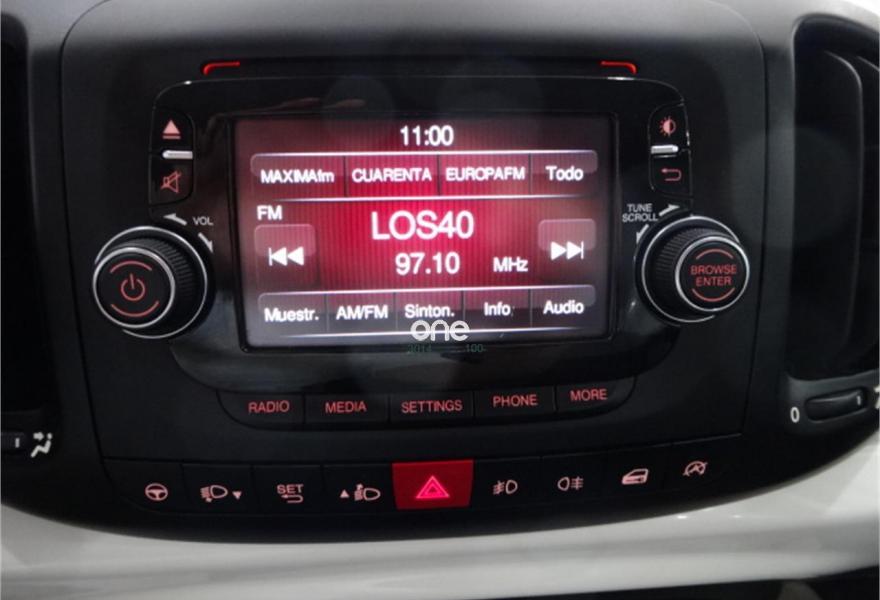 11:00
MAXIMAfm CUARENTA EUROPAFM Todo
FM
LOS40
97.10 MHz
Muestr. AM/FM Sinton. Info Audio
VOL
TUNE
SCROLL
BROWSE
ENTER
one
RADIO MEDIA SETTINGS PHONE MORE
0
SET